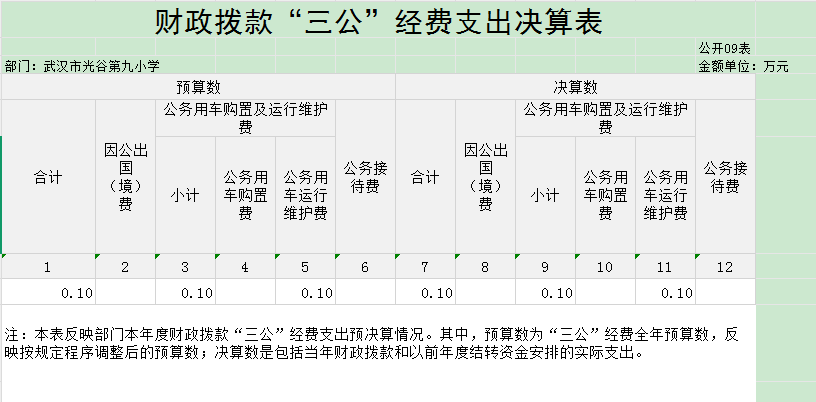 财政拨款“三公”经费支出决算表
公开09表
部门：武汉市光谷第九小学
金额单位：万元
预算数
决算数
合计
因公出
国
（境）
费
公务用车购置及运行维护
费
小计
公务用
车购置
费
公务用
车运行
维护费
公务接
待费
合计
因公出
国
（境）
费
公务用车购置及运行维护
费
小计
公务用
车购置
费
公务用
车运行
维护费
公务接
待费
1 2 3 4 5 6 7 8 9 10 11 12
0.10 0.10 0.10 0.10 0.10 0.10
注：本表反映部门本年度财政拨款“三公”经费支出预决算情况。其中，预算数为“三公”经费全年预算数，反
映按规定程序调整后的预算数；决算数是包括当年财政拨款和以前年度结转资金安排的实际支出。